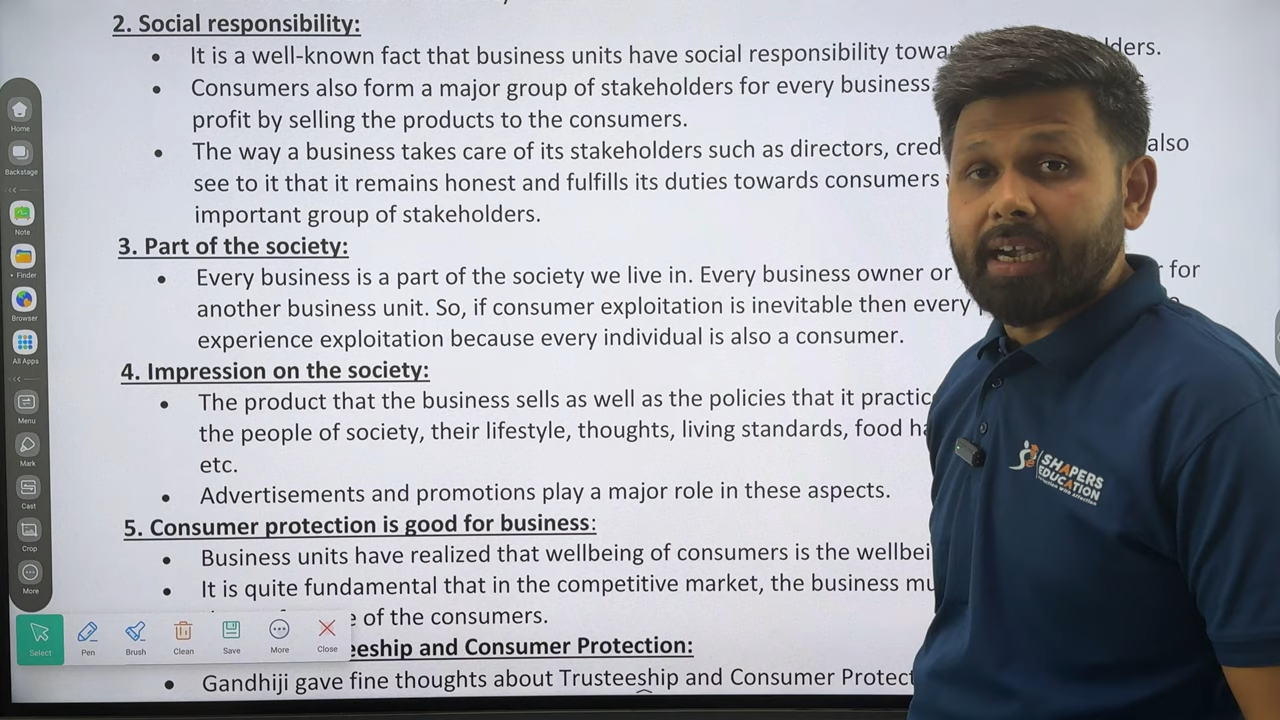 2. Social responsibility:
• It is a well-known fact that business units have social responsibility ders.
• Consumers also form a major group of stakeholders for every business.
profit by selling the products to the consumers.
• The way a business takes care of its stakeholders such as directors, also
see to it that it remains honest and fulfills its duties towards consumers
important group of stakeholders.
3. Part of the society:
• Every business is a part of the society we live in. Every business owner or for
another business unit. So, if consumer exploitation is inevitable then every
experience exploitation because every individual is also a consumer.
4. Impression on the society:
• The product that the business sells as well as the policies that it
the people of society, their lifestyle, thoughts, living standards, food
etc.
• Advertisements and promotions play a major role in these aspects.
5. Consumer protection is good for business:
• Business units have realized that wellbeing of consumers is the
• It is quite fundamental that in the competitive market, the business
of the consumers.
eeship and Consumer Protection:
• Gandhiji gave fine thoughts about Trusteeship and Consumer
Home
Backstage
Note
Finder
Browser
All Apps
Menu
Mark
Cast
Crop
More
Select
Pen
Brush
Clean
Save
More
Close
SHAPERS
EDUCATION